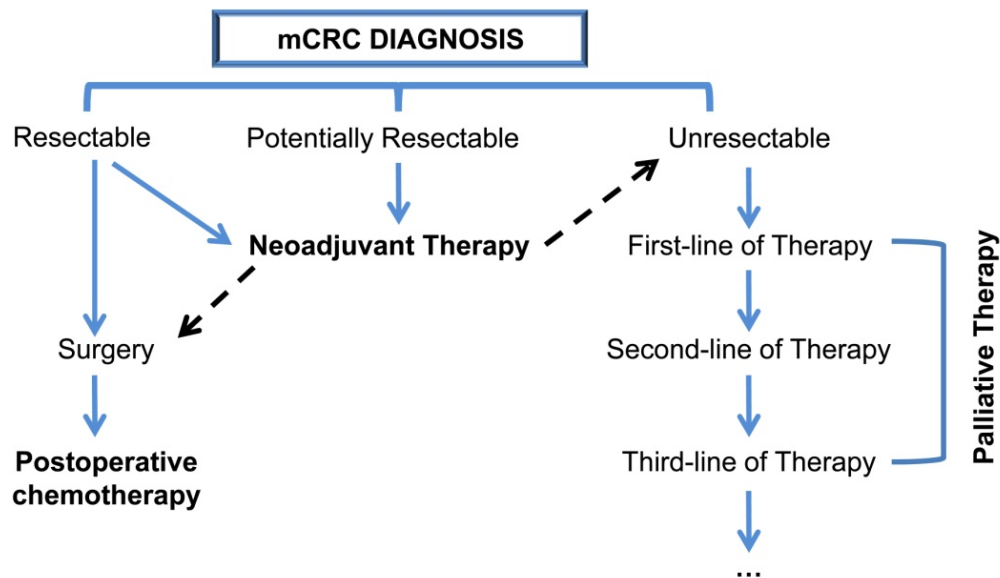 mCRC DIAGNOSIS
Resectable
Potentially Resectable
Unresectable
Neoadjuvant Therapy
First-line of Therapy
Surgery
Second-line of Therapy
Postoperative
chemotherapy
Third-line of Therapy
...
Palliative Therapy